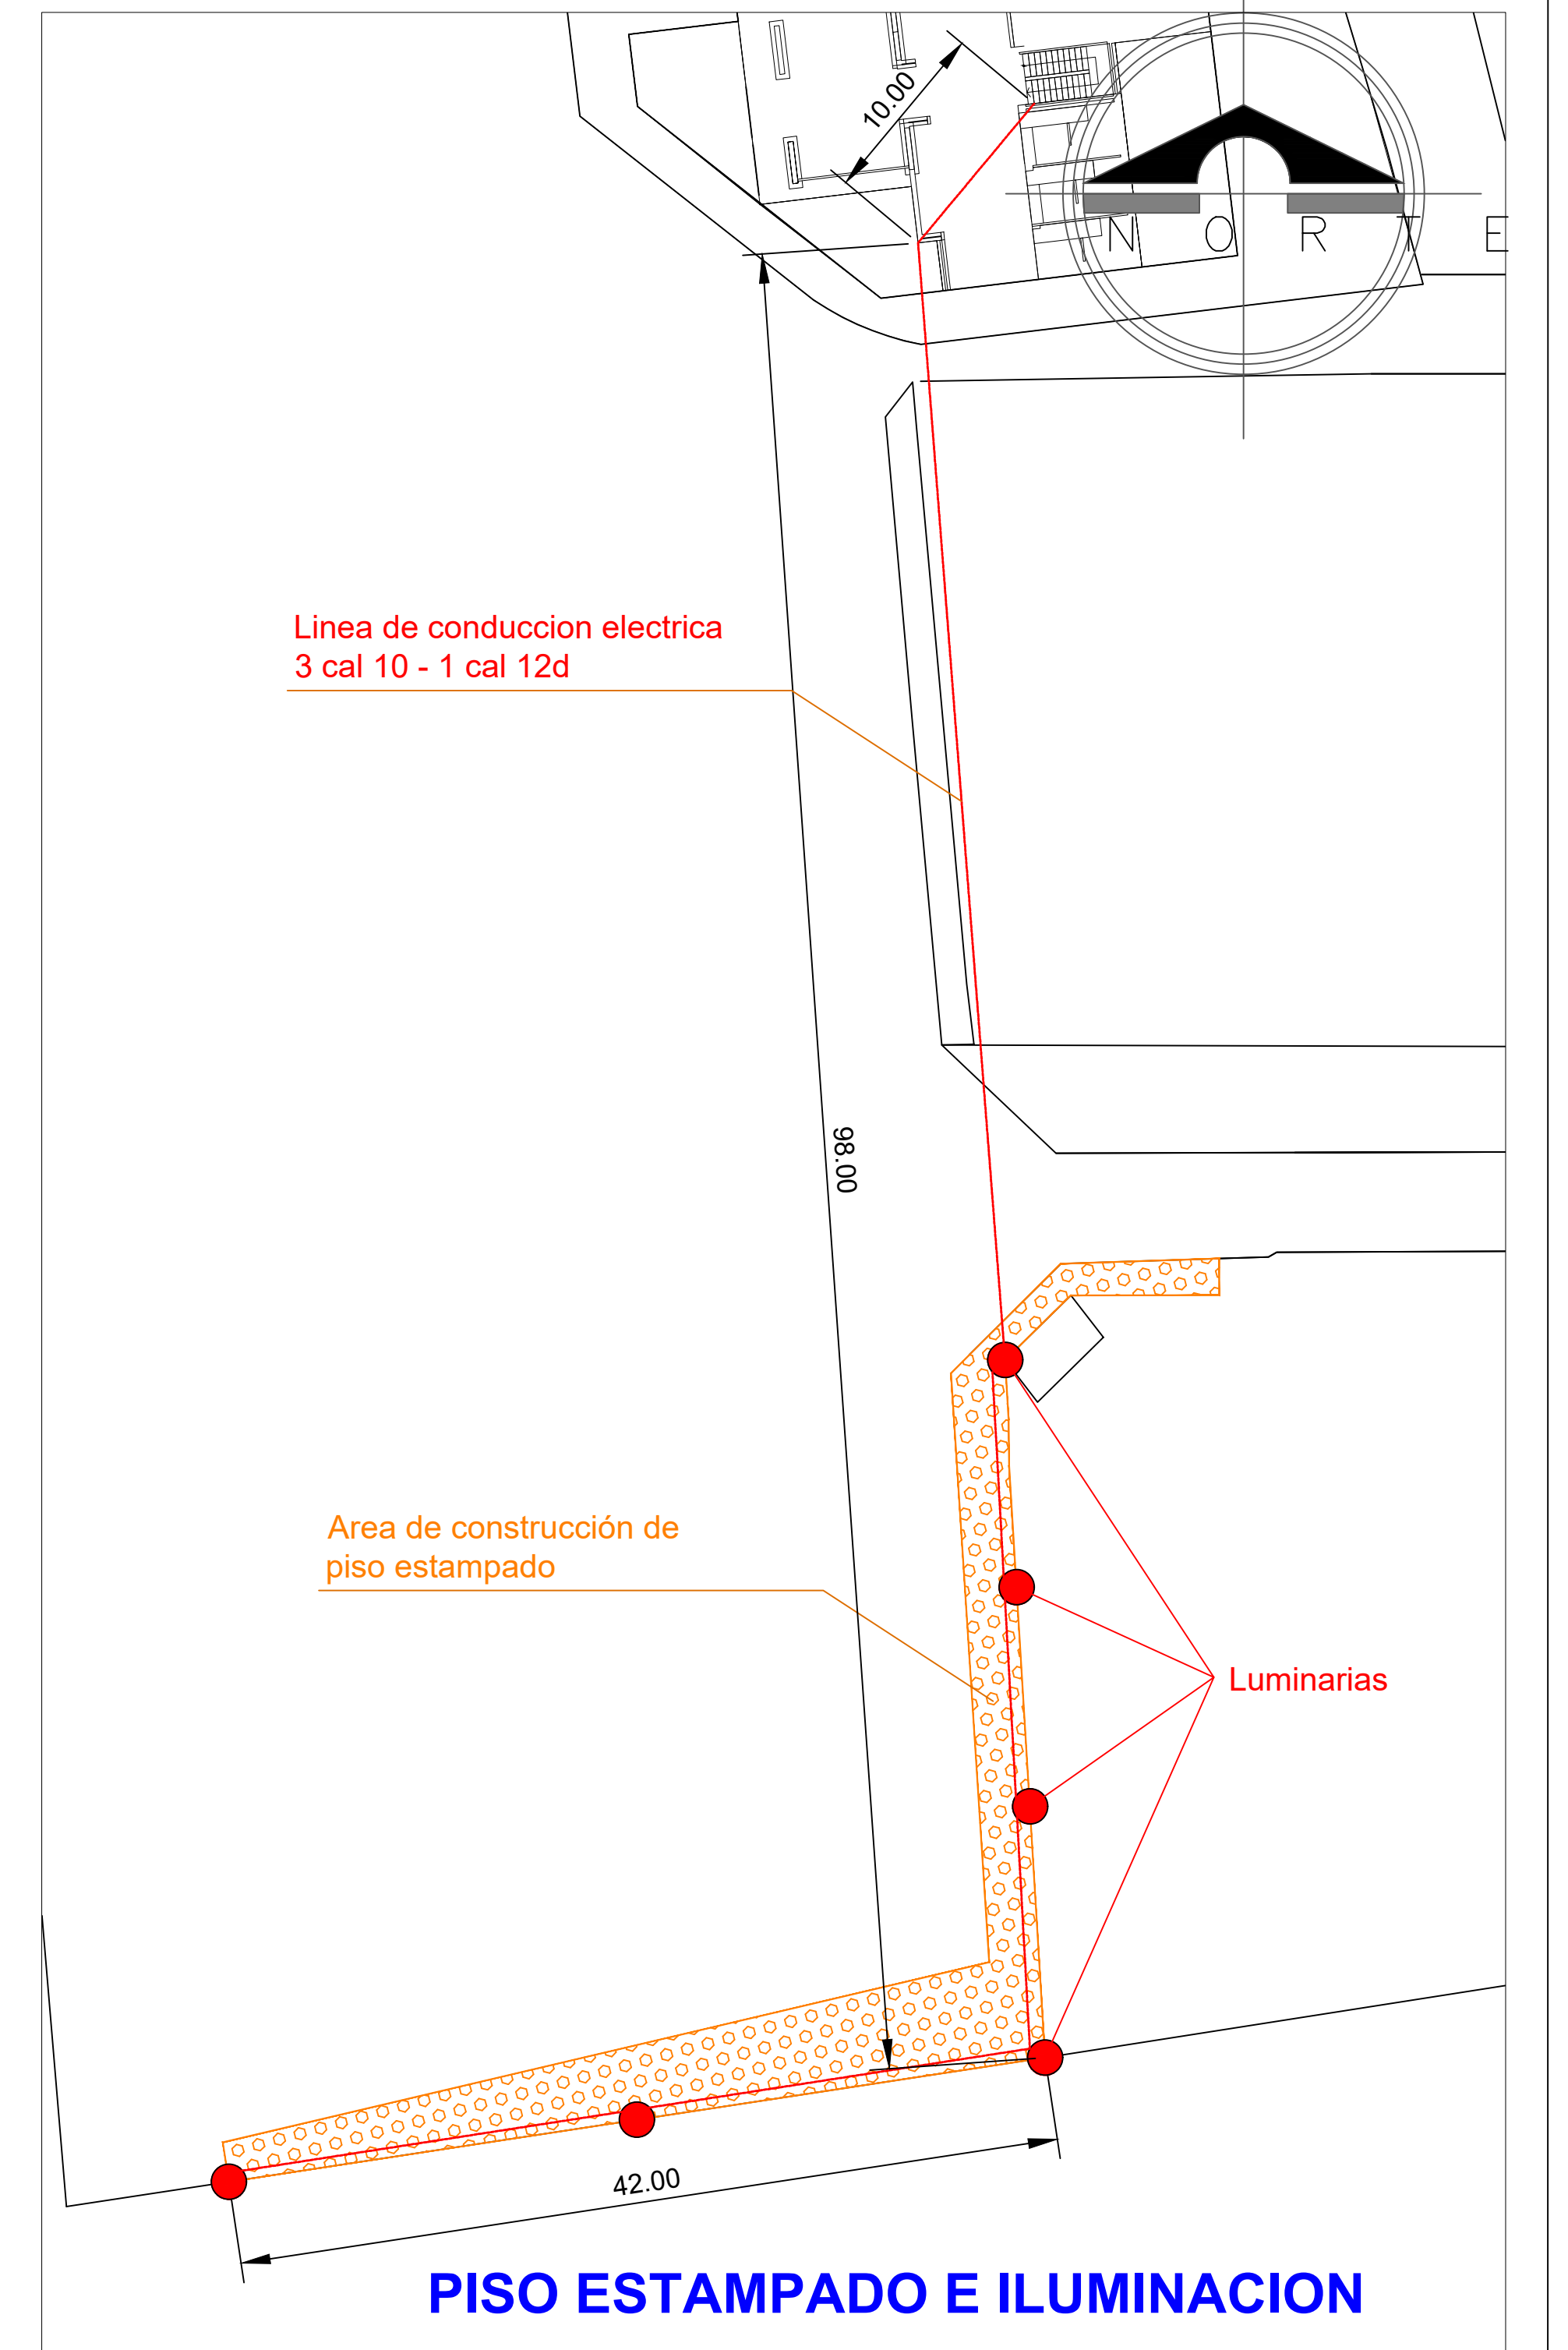 10.00
N O R T E
Linea de conduccion electrica
3 cal 10 - 1 cal 12d
98.00
Area de construcción de
piso estampado
Luminarias
42.00
PISO ESTAMPADO E ILUMINACION